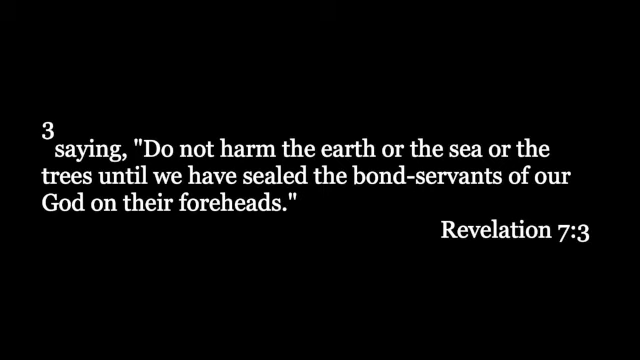 3
saying, "Do not harm the earth or the sea or the
trees until we have sealed the bond-servants of our
God on their foreheads."
Revelation 7:3